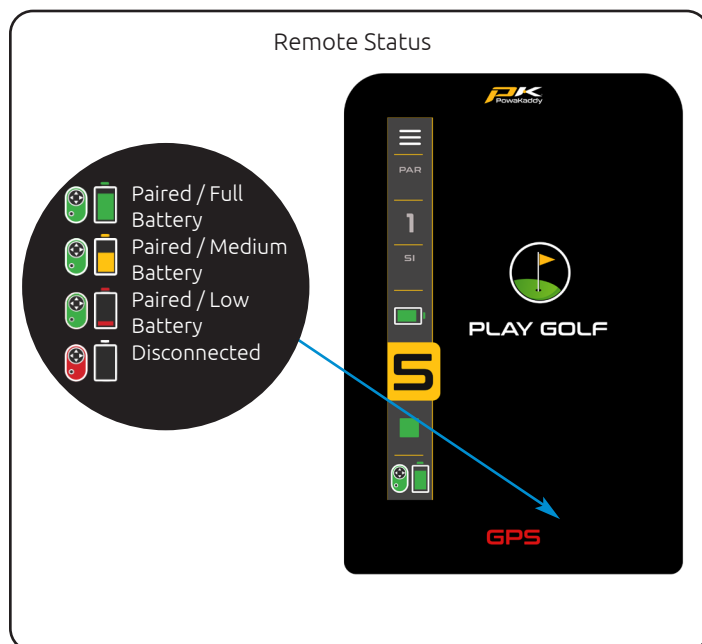 Remote Status
PK
PowaKaddy
PAR
1
SI
S
PLAY GOLF
GPS
Paired / Full
Battery
Paired / Medium
Battery
Paired / Low
Battery
Disconnected